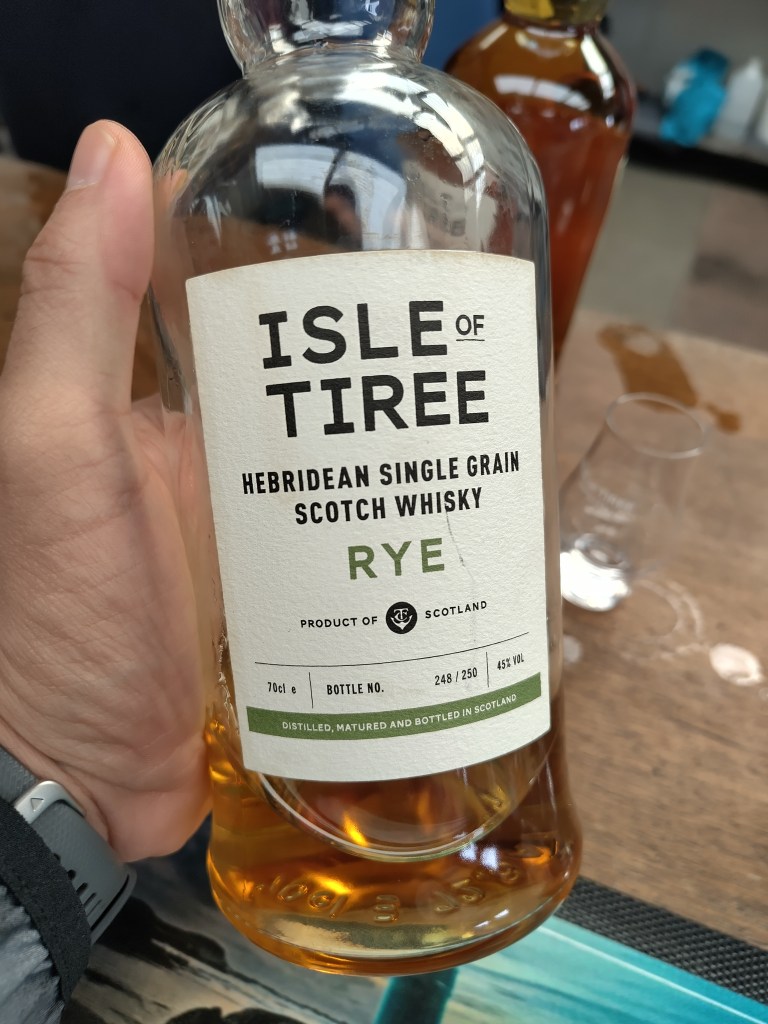 ISLE OF
TIREE
HEBRIDEAN SINGLE GRAIN
SCOTCH WHISKY
RYE
PRODUCT OF TC SCOTLAND
70cl e BOTTLE NO. 248 / 250 45% VOL
DISTILLED, MATURED AND BOTTLED IN SCOTLAND